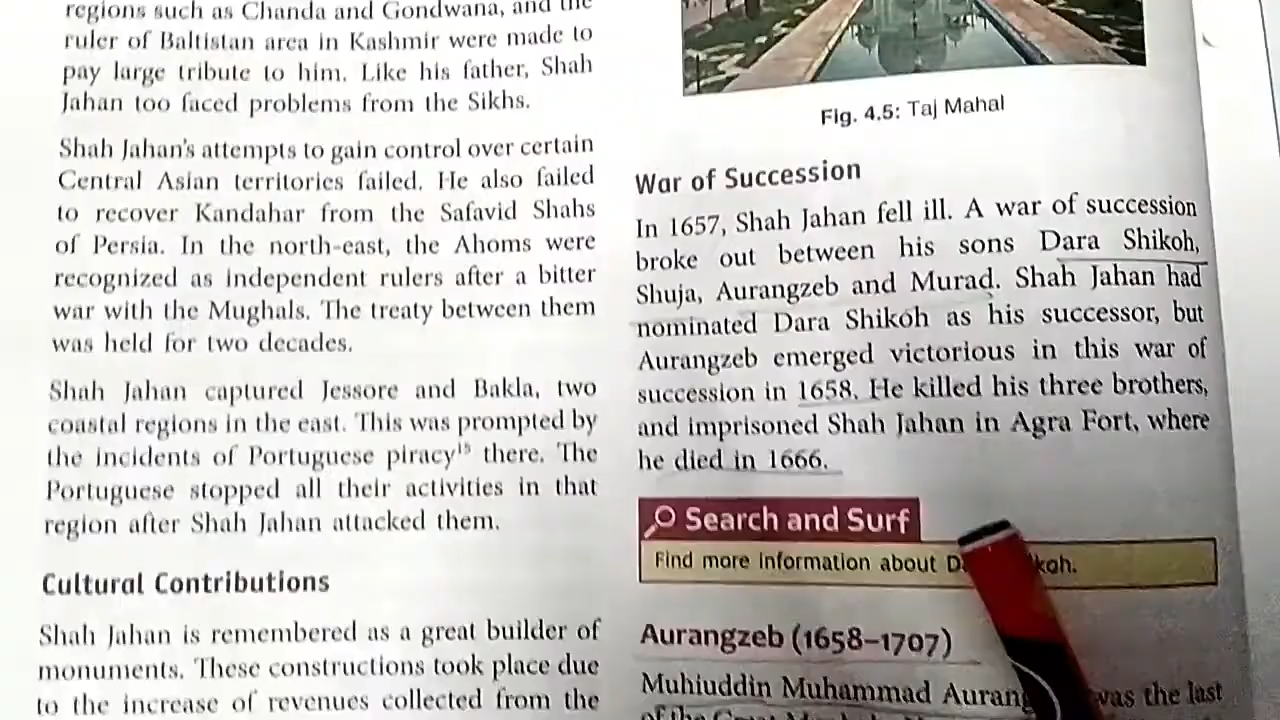 regions such as Chanda and Gondwana, and the
ruler of Baltistan area in Kashmir were made to
pay large tribute to him. Like his father, Shah
Jahan too faced problems from the Sikhs.
Shah Jahan's attempts to gain control over certain
Central Asian territories failed. He also failed
to recover Kandahar from the Safavid Shahs
of Persia. In the north-east, the Ahoms were
recognized as independent rulers after a bitter
war with the Mughals. The treaty between them
was held for two decades.
Shah Jahan captured Jessore and Bakla, two
coastal regions in the east. This was prompted by
the incidents of Portuguese piracy¹⁵ there. The
Portuguese stopped all their activities in that
region after Shah Jahan attacked them.
Cultural Contributions
Shah Jahan is remembered as a great builder of
monuments. These constructions took place due
to the increase of revenues collected from the
Fig. 4.5: Taj Mahal
War of Succession
In 1657, Shah Jahan fell ill. A war of succession
broke out between his sons Dara Shikoh,
Shuja, Aurangzeb and Murad. Shah Jahan had
nominated Dara Shikoh as his successor, but
Aurangzeb emerged victorious in this war of
succession in 1658. He killed his three brothers,
and imprisoned Shah Jahan in Agra Fort, where
he died in 1666.
Search and Surf
Find more information about
Aurangzeb (1658–1707)
Muhiuddin Muhammad was the last
of the